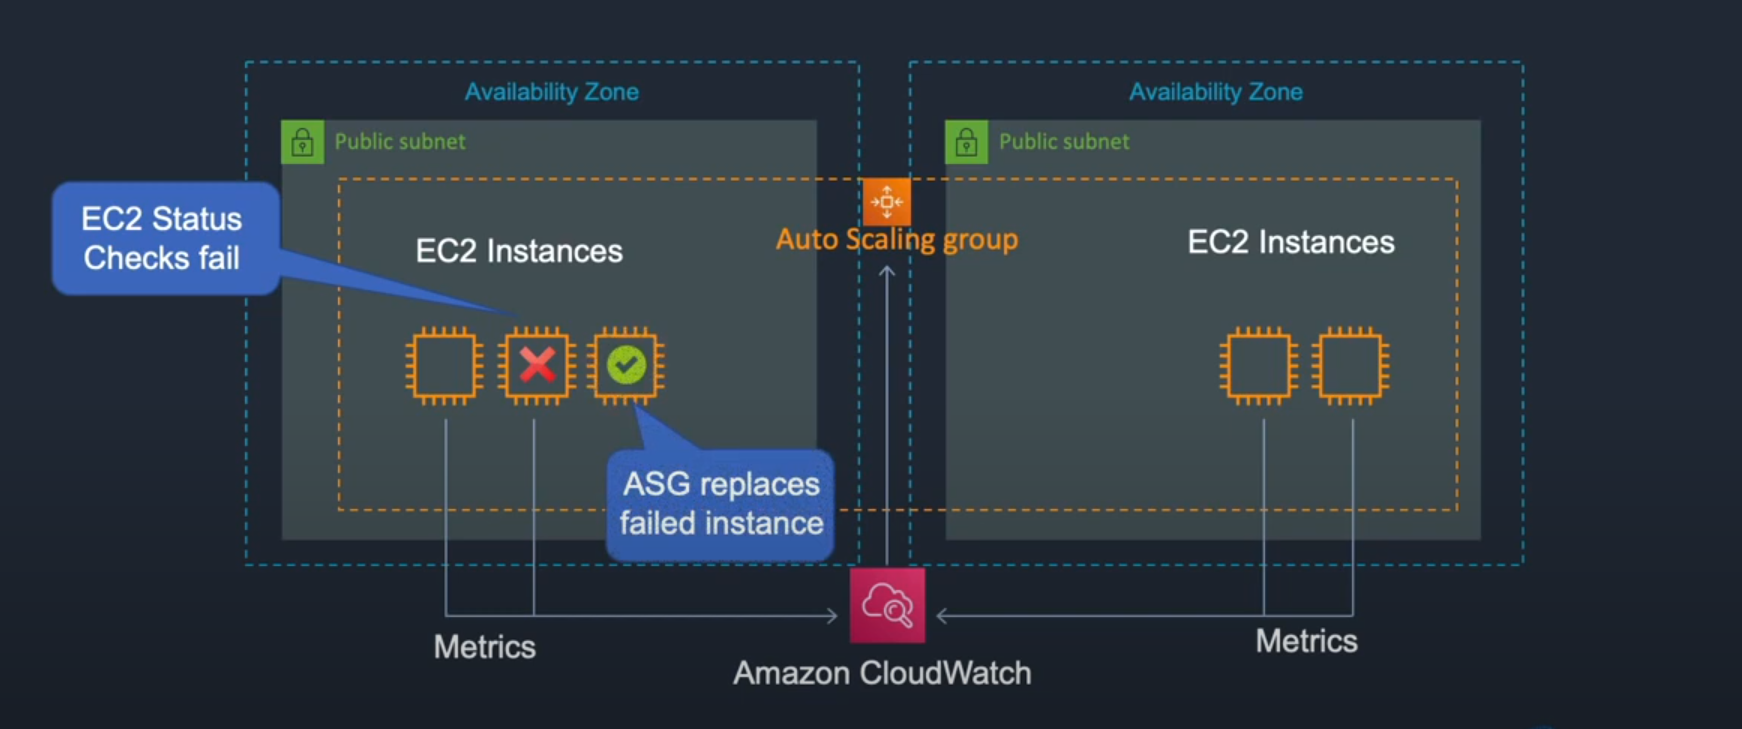 Availability Zone
Availability Zone
Public subnet
Public subnet
EC2 Status
Checks fail
EC2 Instances
Auto Scaling group
EC2 Instances
ASG replaces
failed instance
Metrics
Metrics
Amazon CloudWatch